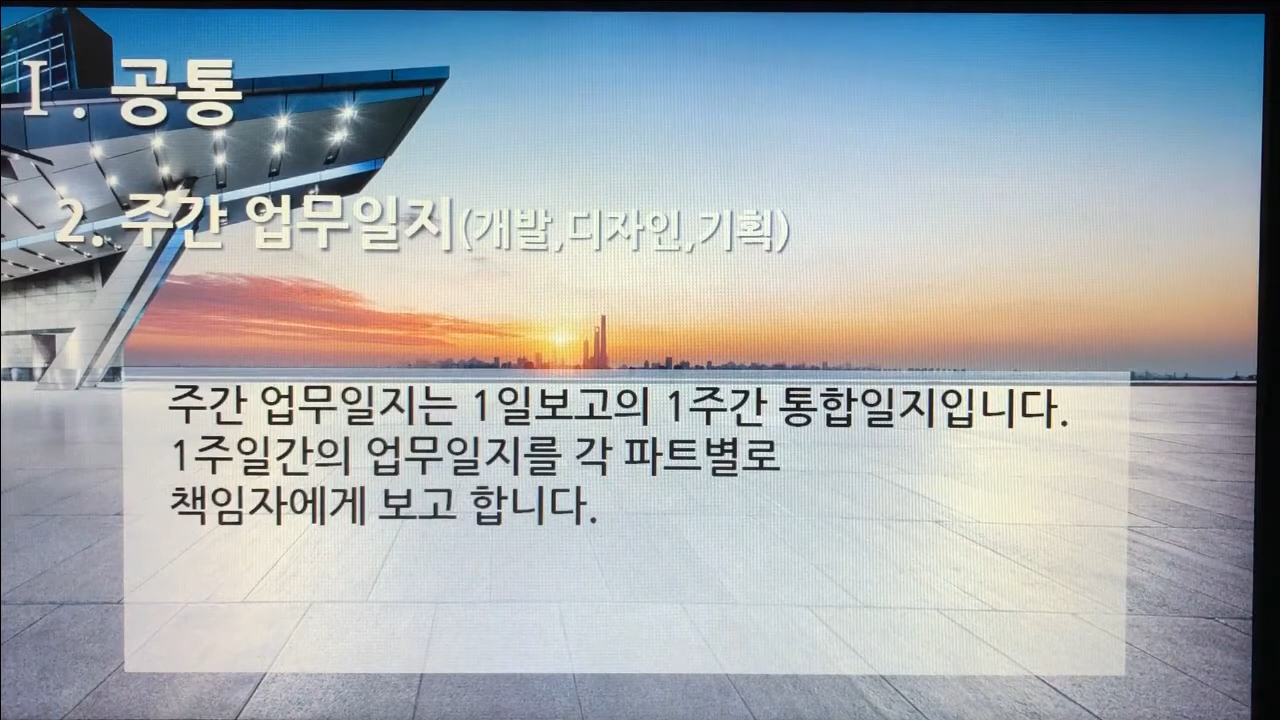 Ⅰ. 공통
2. 주간 업무일지(개발,디자인,기획)
주간 업무일지는 1일보고의 1주간 통합일지입니다.
1주일간의 업무일지를 각 파트별로
책임자에게 보고 합니다.